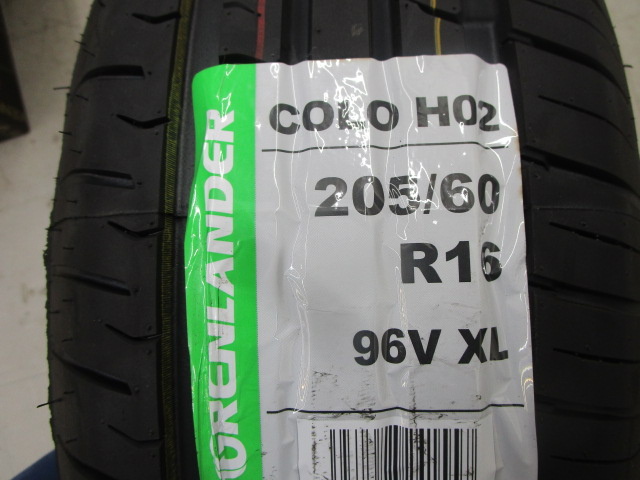 COLO H02
205/60
R16
96V XL
GRENLANDER